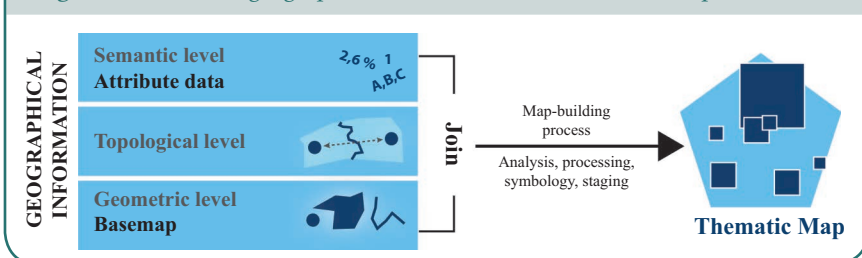 GEOGRAPHICAL
INFORMATION
Semantic level
Attribute data
2,6 % 1
A,B,C
Topological level
Geometric level
Basemap
Join
Map-building
process
Analysis, processing,
symbology, staging
Thematic Map